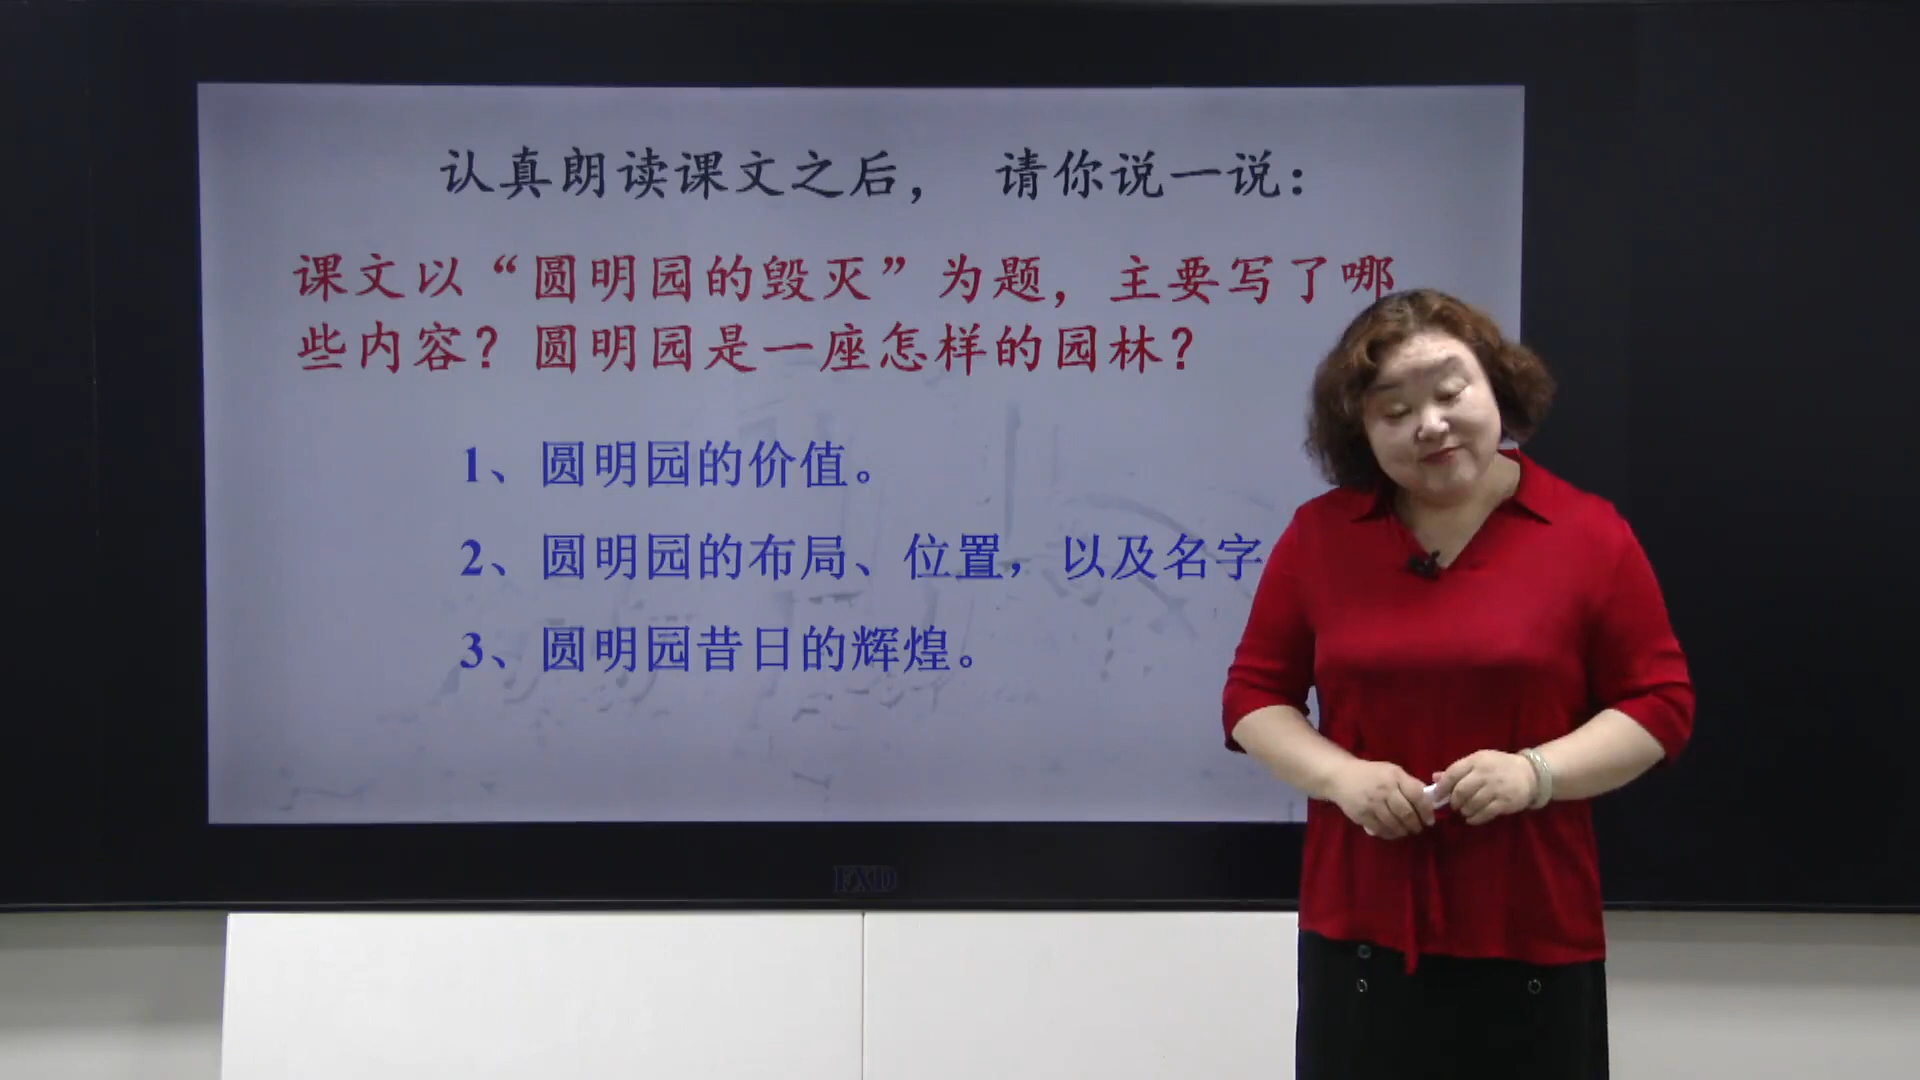 认真朗读课文之后， 请你说一说：
课文以“圆明园的毁灭”为题，主要写了哪
些内容？圆明园是一座怎样的园林？
1、圆明园的价值。
2、圆明园的布局、位置，以及名字
3、圆明园昔日的辉煌。